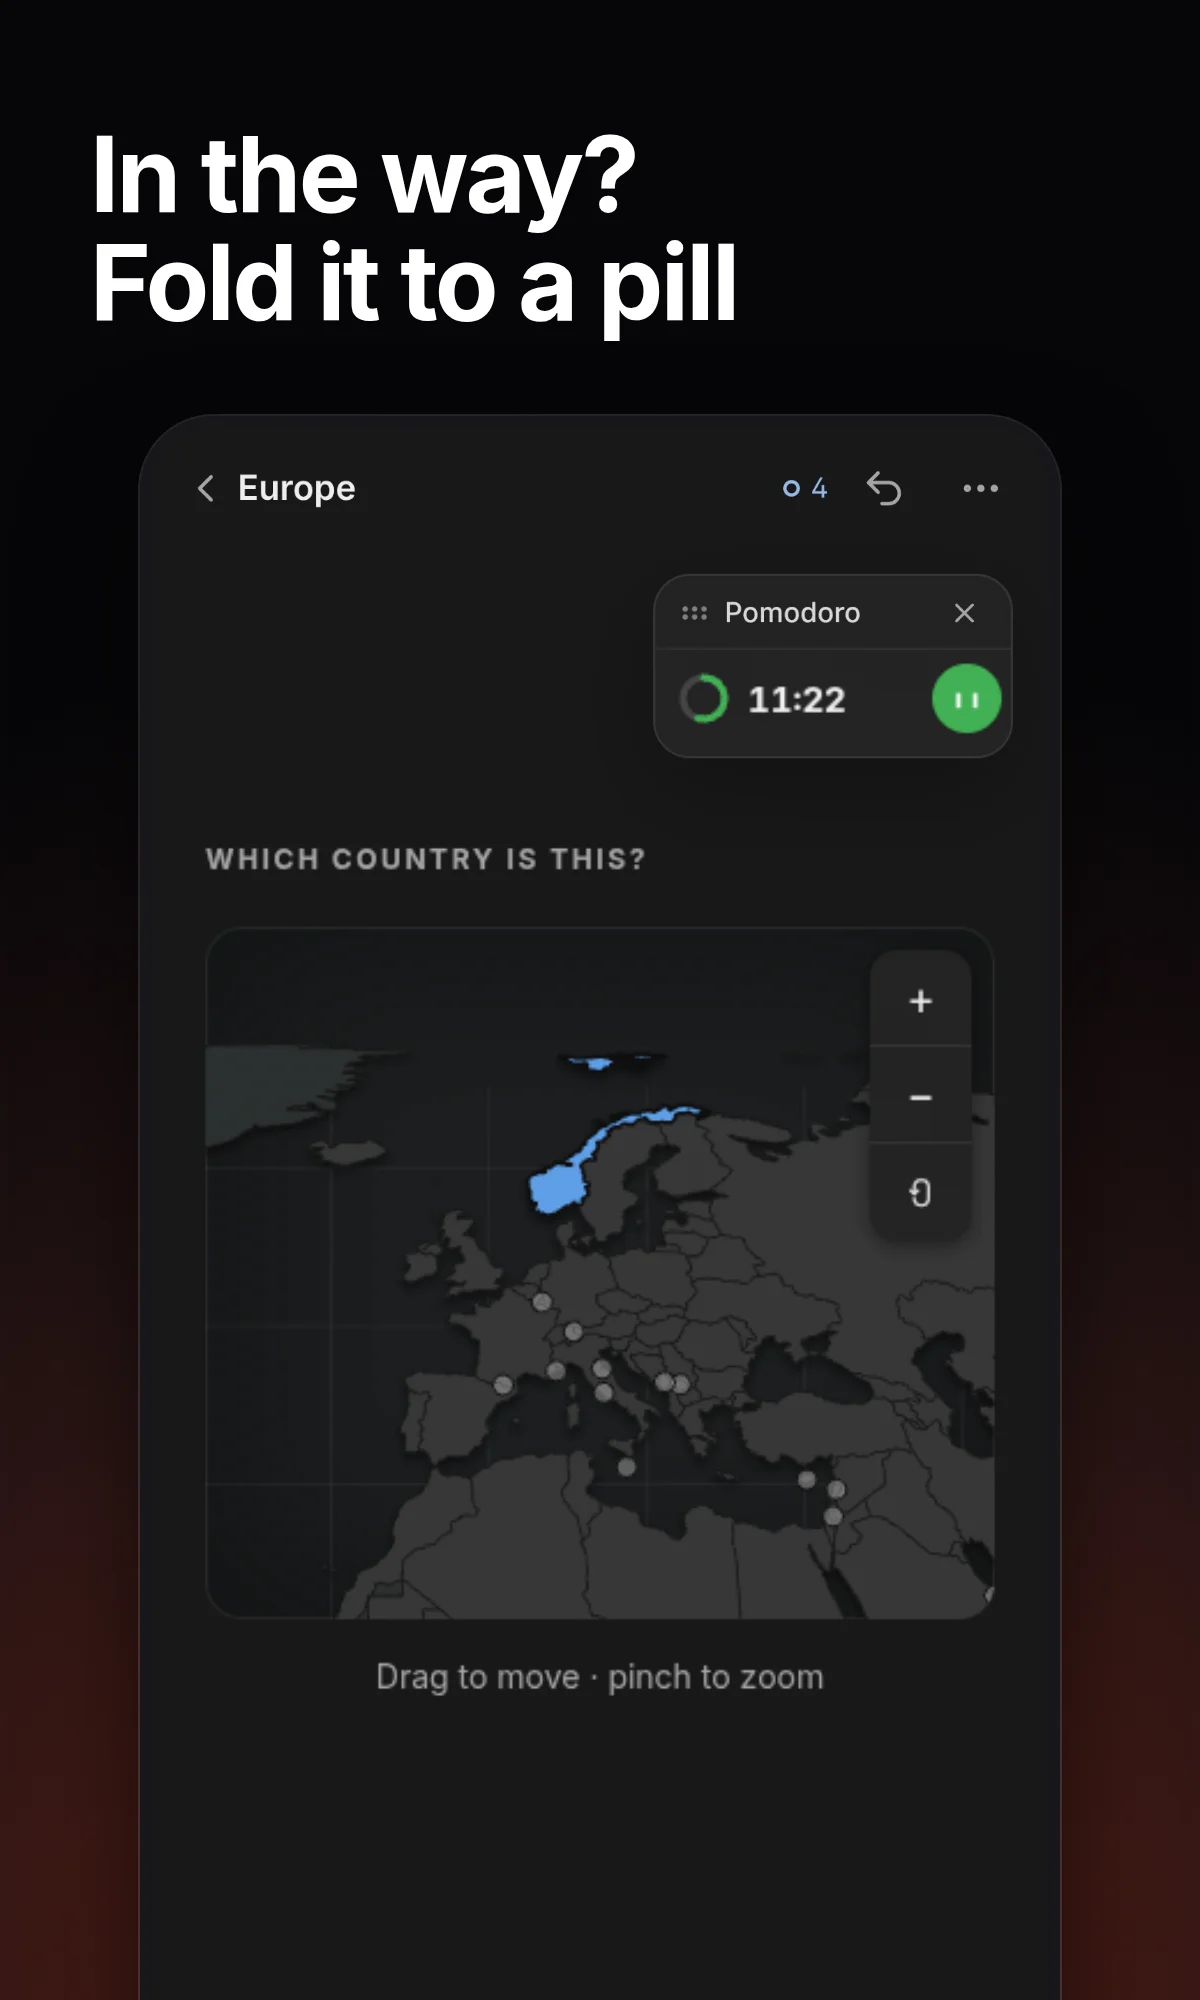 In the way?
Fold it to a pill
Europe
4
Pomodoro
11:22
WHICH COUNTRY IS THIS?
+
−
Drag to move · pinch to zoom